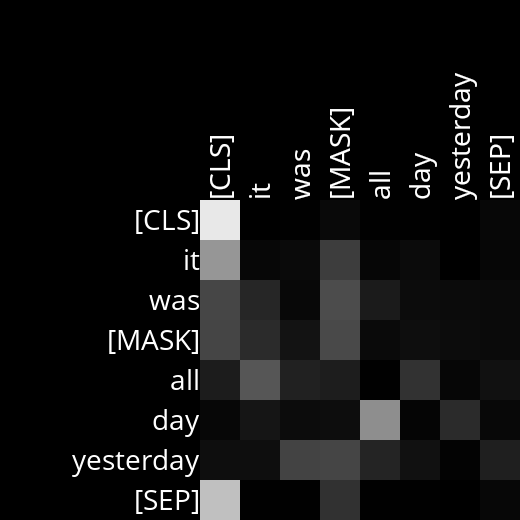 [CLS]
it
was
[MASK]
all
day
yesterday
[SEP]
[CLS]
it
was
[MASK]
all
day
yesterday
[SEP]